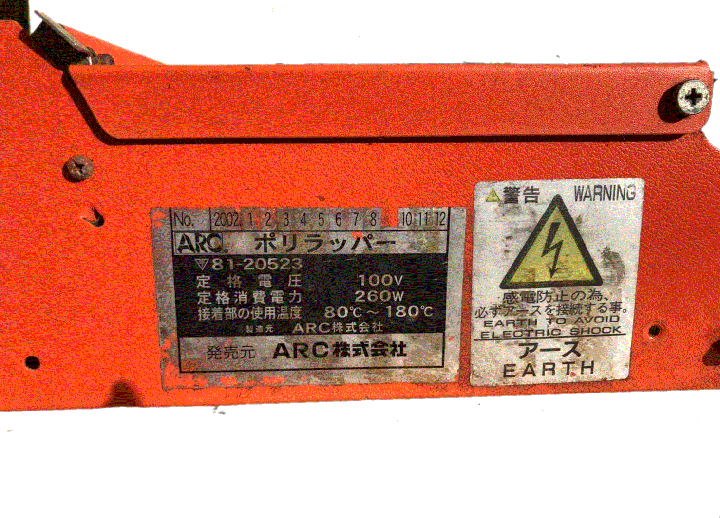 No. 2002 1 2 3 4 5 6 7 8 10 11 12
ARC ポリラッパー
▽81-20523
定格電圧 100V
定格消費電力 260W
接着部の使用温度 80℃～180℃
製造元 ARC株式会社
発売元 ARC株式会社
警告 WARNING
感電防止の為、
必ずアースを接続する事。
EARTH TO AVOID
ELECTRIC SHOCK
アース
EARTH